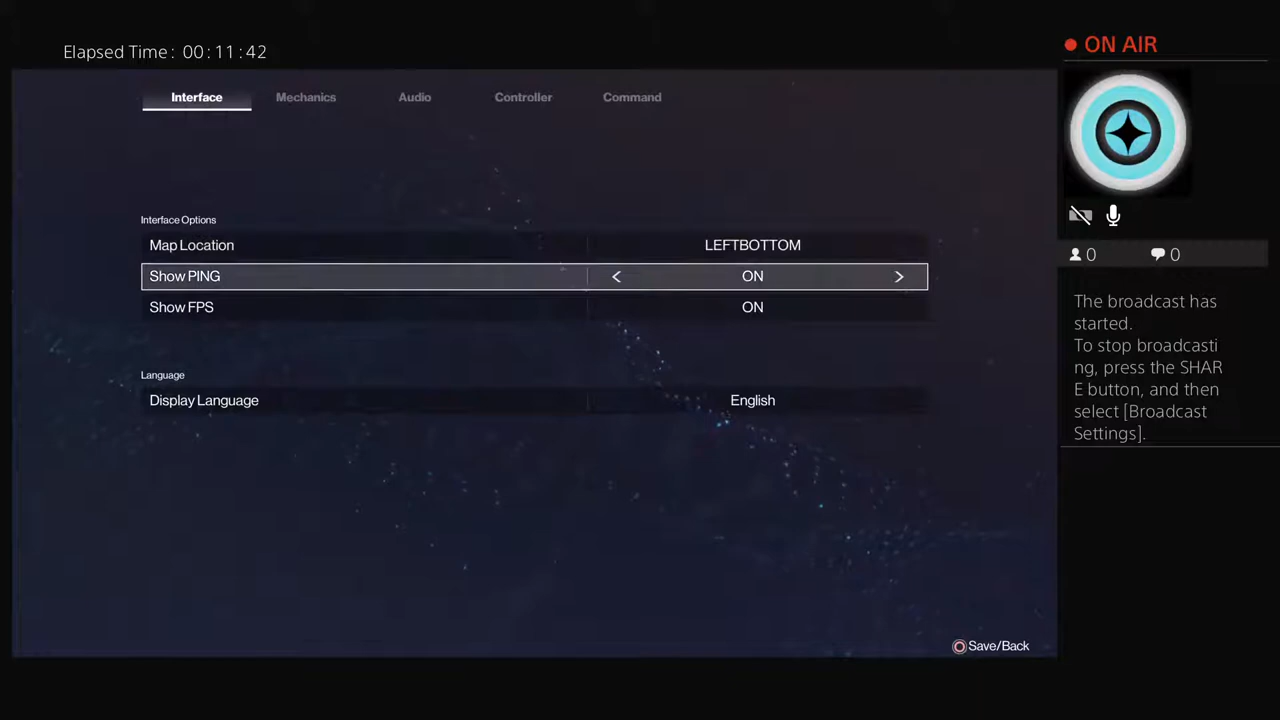 Elapsed Time: 00:11:42
ON AIR
Interface Mechanics Audio Controller Command
Interface Options
Map Location LEFTBOTTOM
Show PING < ON >
Show FPS ON
Language
Display Language English
Save/Back
0 0
The broadcast has
started.
To stop broadcasti
ng, press the SHAR
E button, and then
select [Broadcast
Settings].